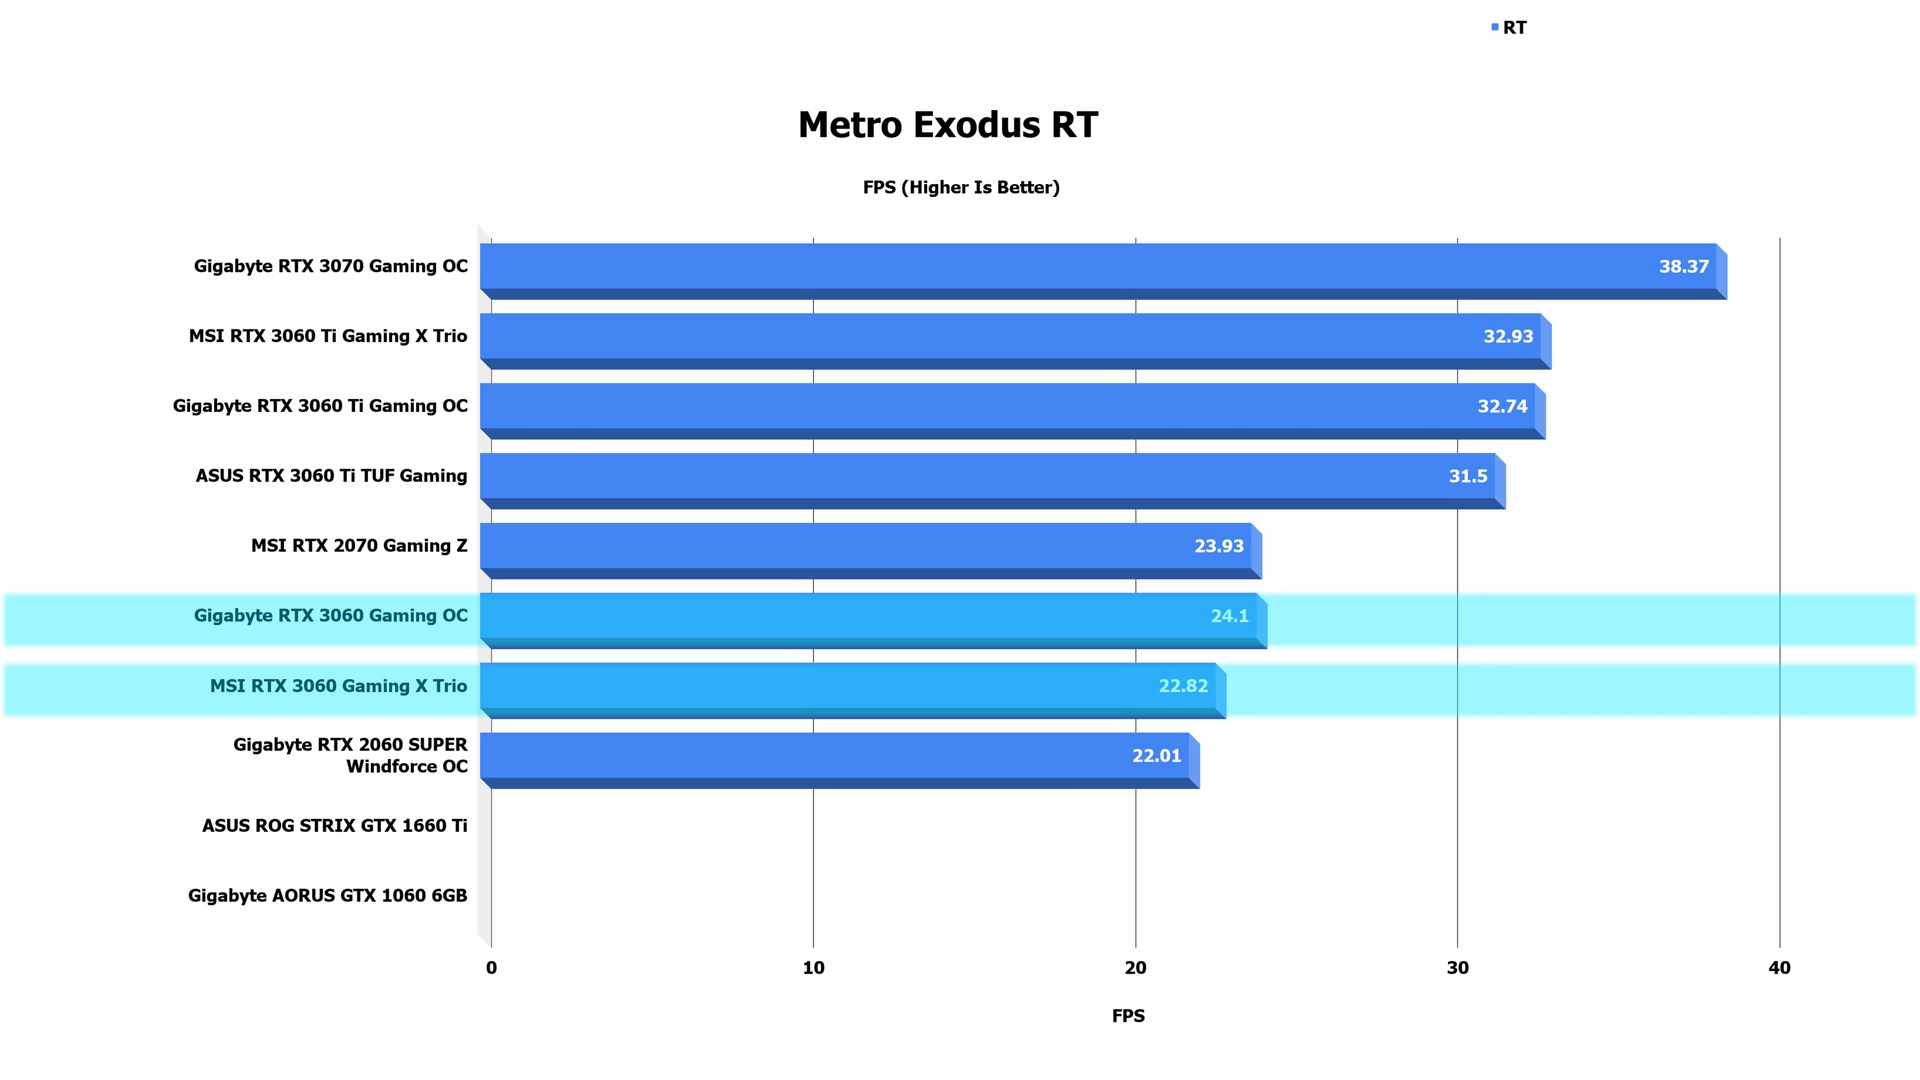 RT
Metro Exodus RT
FPS (Higher Is Better)
Gigabyte RTX 3070 Gaming OC 38.37
MSI RTX 3060 Ti Gaming X Trio 32.93
Gigabyte RTX 3060 Ti Gaming OC 32.74
ASUS RTX 3060 Ti TUF Gaming 31.5
MSI RTX 2070 Gaming Z 23.93
Gigabyte RTX 3060 Gaming OC 24.1
MSI RTX 3060 Gaming X Trio 22.82
Gigabyte RTX 2060 SUPER
Windforce OC 22.01
ASUS ROG STRIX GTX 1660 Ti
Gigabyte AORUS GTX 1060 6GB
0 10 20 30 40
FPS